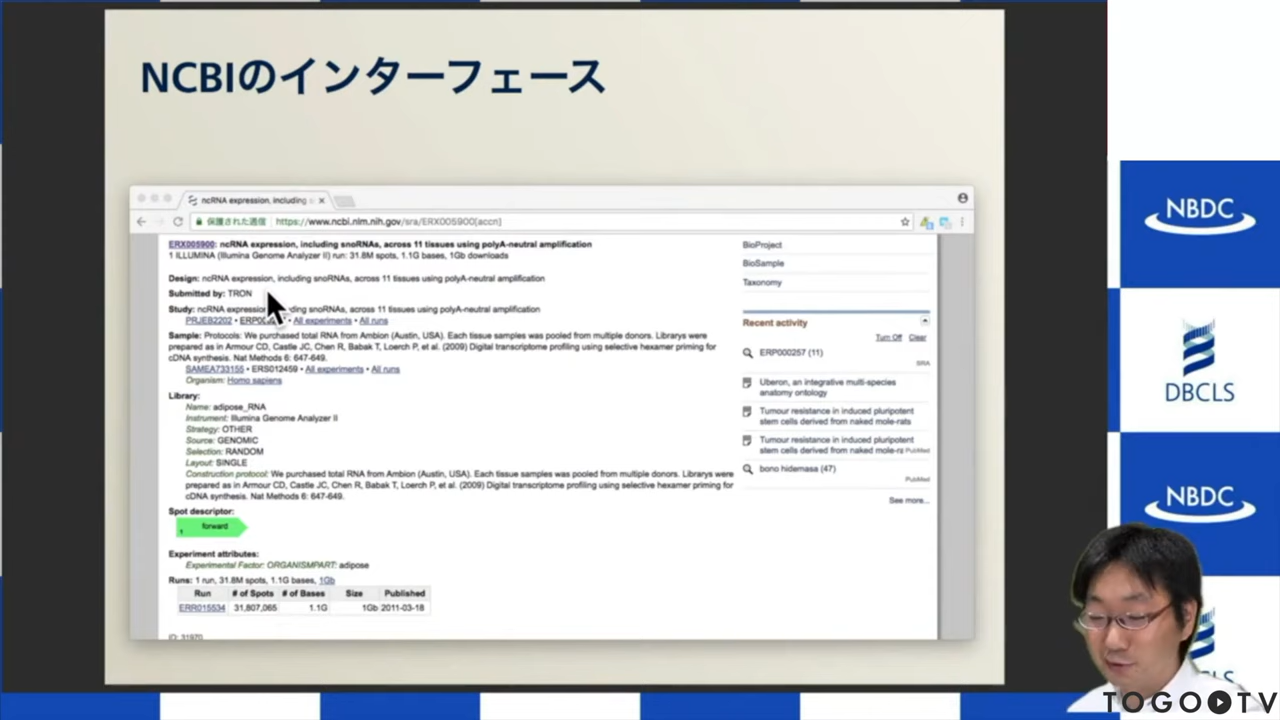 NCBIのインターフェース
ncRNA expression, including
保護された通信
https://www.ncbi.nlm.nih.gov/sra/ERX005900[accn]
ERX005900: ncRNA expression, including snoRNAs, across 11 tissues using polyA-neutral amplification
1 ILLUMINA (Illumina Genome Analyzer II) run: 31.8M spots, 1.1G bases, 1Gb downloads
Design: ncRNA expression, including snoRNAs, across 11 tissues using polyA-neutral amplification
Submitted by: TRON
Study: ncRNA snoRNAs, across 11 tissues using polyA-neutral amplification
PRJEB2202 • • All experiments • All runs
Sample: Protocols: We purchased total RNA from Ambion (Austin, USA). Each tissue samples was pooled from multiple donors. Librarys were
prepared as in Armour CD, Castle JC, Chen R, Babak T, Loerch P, et al. (2009) Digital transcriptome profiling using selective hexamer priming for
cDNA synthesis. Nat Methods 6: 647-649.
SAMEA733155 • ERS012459 • All experiments • All runs
Organism: Homo sapiens
Library:
Name: adipose_RNA
Instrument: Illumina Genome Analyzer II
Strategy: OTHER
Source: GENOMIC
Selection: RANDOM
Layout: SINGLE
Construction protocol: We purchased total RNA from Ambion (Austin, USA). Each tissue samples was pooled from multiple donors. Librarys were
prepared as in Armour CD, Castle JC, Chen R, Babak T, Loerch P, et al. (2009) Digital transcriptome profiling using selective hexamer priming for
cDNA synthesis. Nat Methods 6: 647-649.
Spot descriptor:
1 forward
Experiment attributes:
Experimental Factor: ORGANISMPART: adipose
Runs: 1 run, 31.8M spots, 1.1G bases, 1Gb
Run # of Spots # of Bases Size Published
ERR015534 31,807,065 1.1G 1Gb 2011-03-18
BioProject
BioSample
Taxonomy
Recent activity
Turn Off Clear
ERP000257 (11)
SRA
Uberon, an integrative multi-species
anatomy ontology
Tumour resistance in induced pluripotent
stem cells derived from naked mole-rats
Tumour resistance in induced pluripotent
stem cells derived from naked mole-ra PubMed
bono hidemasa (47)
PubMed
See more...
NBDC
DBCLS
NBDC
TOGO TV